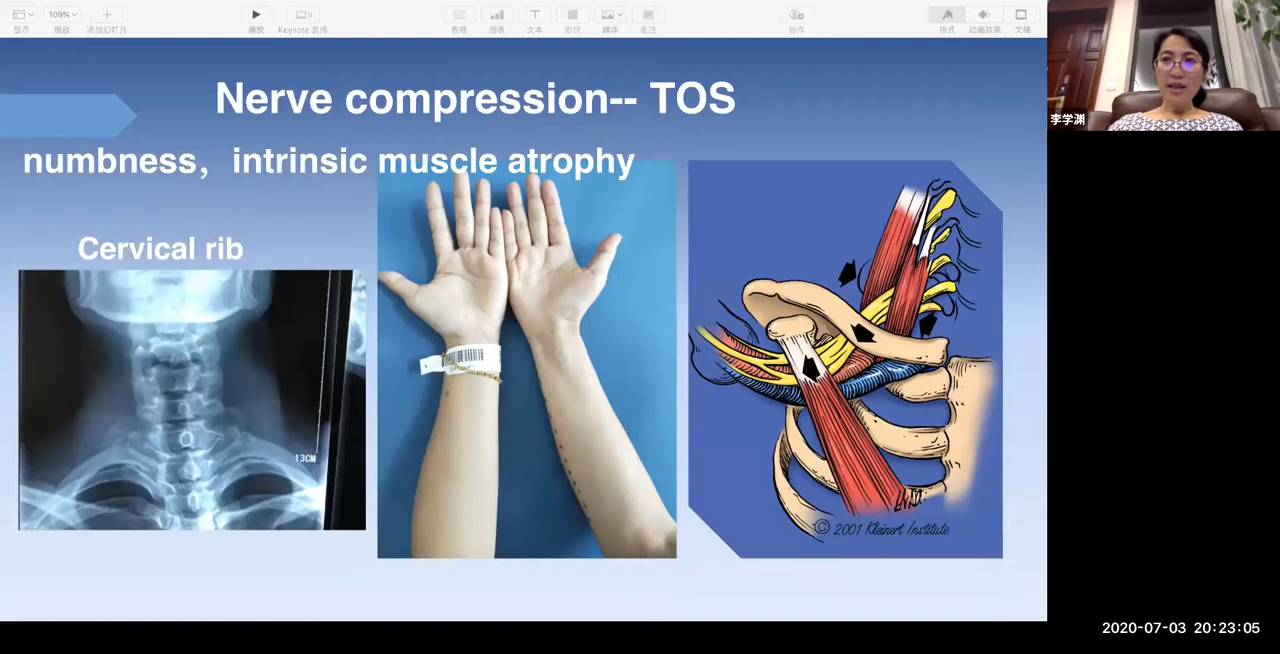 109%
显示
缩放
添加幻灯片
播放
Keynote 直播
表格
图表
文本
形状
媒体
批注
协作
格式
动画效果
文稿
李学渊
Nerve compression-- TOS
numbness，intrinsic muscle atrophy
Cervical rib
13CM
© 2001 Kleinert Institute
2020-07-03 20:23:05